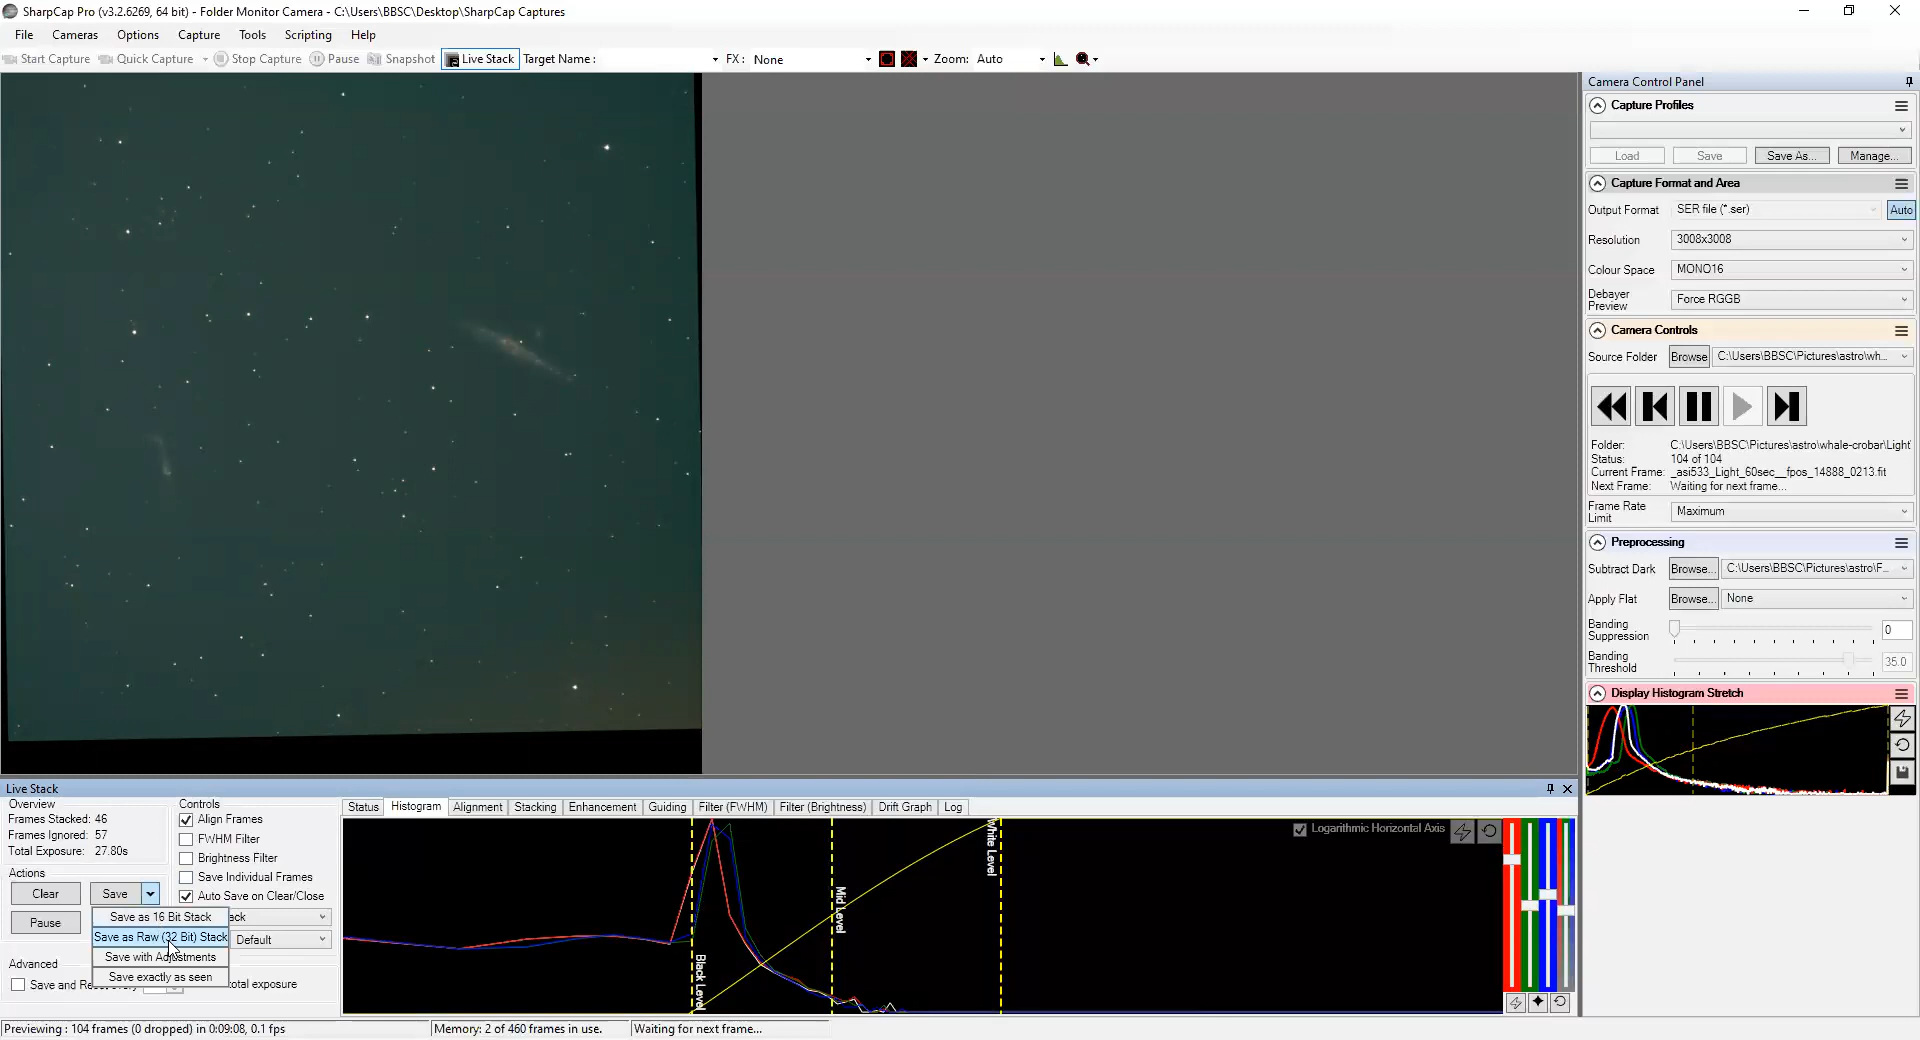 SharpCap Pro (v3.2.6269, 64 bit) - Folder Monitor Camera - C:\Users\BBSC\Desktop\SharpCap Captures
File Cameras Options Capture Tools Scripting Help
Start Capture Quick Capture Stop Capture Pause Snapshot Live Stack Target Name : FX : None Zoom: Auto
Camera Control Panel
Capture Profiles
Load Save Save As... Manage...
Capture Format and Area
Output Format SER file (*.ser) Auto
Resolution 3008x3008
Colour Space MONO16
Debayer
Preview Force RGGB
Camera Controls
Source Folder Browse C:\Users\BBSC\Pictures\astro\wh...
Folder: C:\Users\BBSC\Pictures\astro\whale-crobar\Light
Status: 104 of 104
Current Frame: _asi533_Light_60sec__fpos_14888_0213.fit
Next Frame: Waiting for next frame...
Frame Rate
Limit Maximum
Preprocessing
Subtract Dark Browse... C:\Users\BBSC\Pictures\astro\F...
Apply Flat Browse... None
Banding
Suppression 0
Banding
Threshold 35.0
Display Histogram Stretch
Live Stack
Overview
Frames Stacked: 46
Frames Ignored: 57
Total Exposure: 27.80s
Actions
Clear Save
Pause
Save as 16 Bit Stack
Save as Raw (32 Bit) Stack
Save with Adjustments
Save exactly as seen
Advanced
Save and Re
total exposure
Controls
Align Frames
FWHM Filter
Brightness Filter
Save Individual Frames
Auto Save on Clear/Close
ack
Default
Status Histogram Alignment Stacking Enhancement Guiding Filter (FWHM) Filter (Brightness) Drift Graph Log
Logarithmic Horizontal Axis
Black Level
Mid Level
White Level
Previewing : 104 frames (0 dropped) in 0:09:08, 0.1 fps Memory: 2 of 460 frames in use. Waiting for next frame...